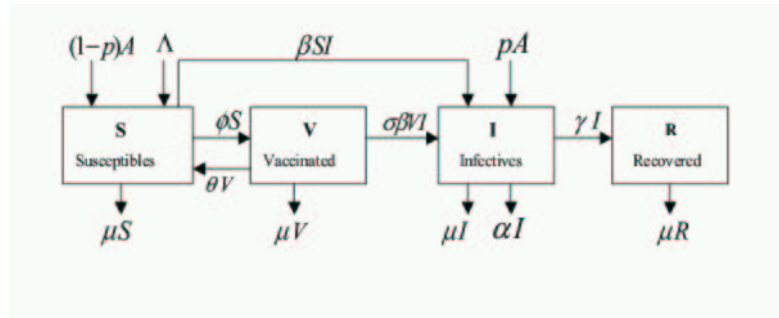 (1-p)A Λ βSI pA
S ϕS V σβVI I γI R
Susceptibles Vaccinated Infectives Recovered
θV
μS μV μI αI μR